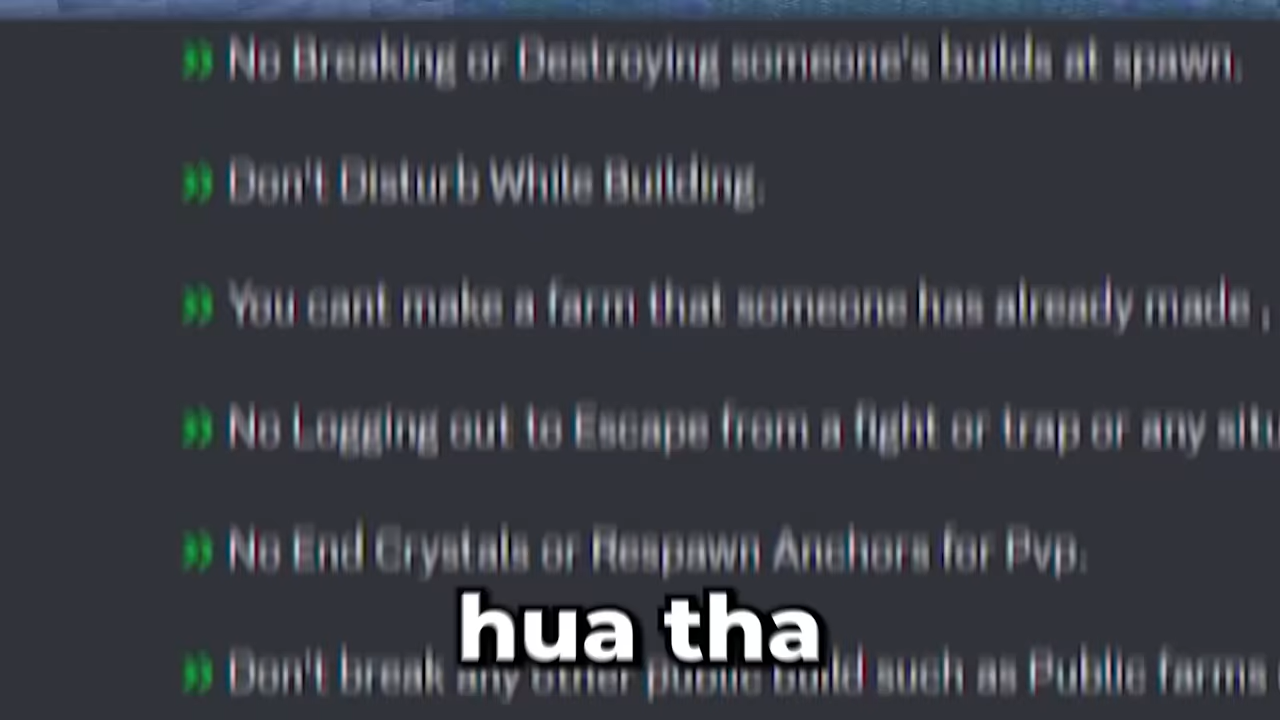 » No Breaking or Destroying someone's builds at spawn.
» Don't Disturb While Building.
» You cant make a farm that someone has already made ,
» No Logging out to Escape from a fight or trap or any situ
» No End Crystals or Respawn Anchors for Pvp.
hua tha
» Don't break any other public build such as Public farms